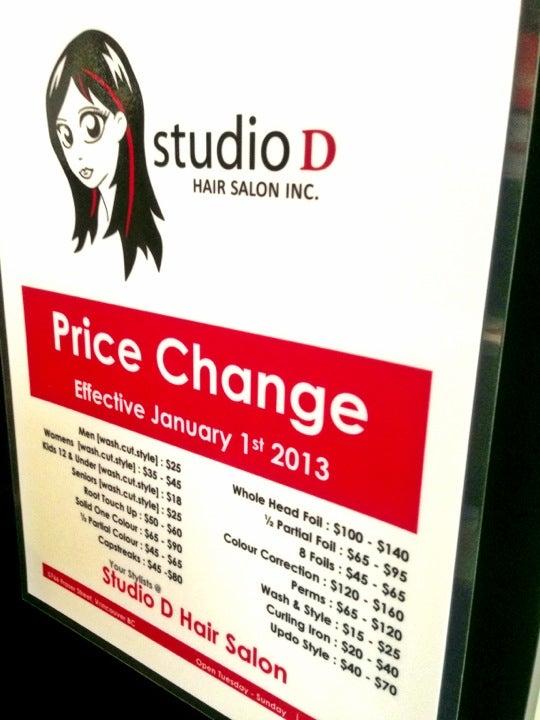 studio D
HAIR SALON INC.
Price Change
Effective January 1st 2013
Men [wash.cut.style] : $25
Womens [wash.cut.style] : $35 - $45
Kids 12 & Under [wash.cut.style] : $18
Seniors [wash.cut.style] : $25
Root Touch Up : $50 - $60
Solid One Colour : $65 - $90
½ Partial Colour : $45 - $65
Capstreaks : $45 -$80
Whole Head Foil : $100 - $140
½ Partial Foil : $65 - $95
8 Foils : $45 - $65
Colour Correction : $120 - $160
Perms : $65 - $120
Wash & Style : $15 - $25
Curling Iron : $20 - $40
Updo Style : $40 - $70
Your Stylists @
Studio D Hair Salon
Fraser Street, Vancouver BC
Open Tuesday - Sunday |